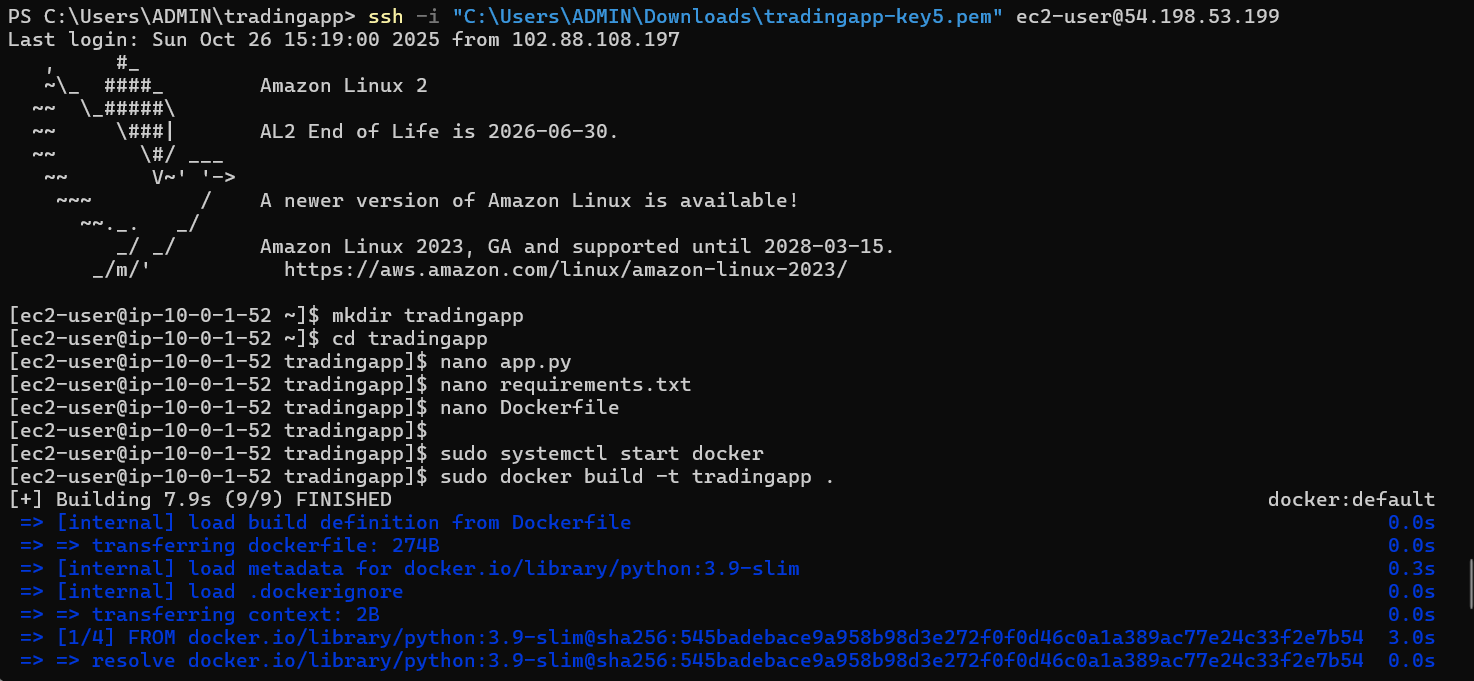 PS C:\Users\ADMIN\tradingapp> ssh -i "C:\Users\ADMIN\Downloads\tradingapp-key5.pem" ec2-user@54.198.53.199
Last login: Sun Oct 26 15:19:00 2025 from 102.88.108.197
   ,     #_
   ~\_  ####_        Amazon Linux 2
  ~~  \_#####\
  ~~     \###|       AL2 End of Life is 2026-06-30.
  ~~       \#/ ___
   ~~       V~' '->
    ~~~         /    A newer version of Amazon Linux is available!
      ~~._.   _/
         _/ _/       Amazon Linux 2023, GA and supported until 2028-03-15.
       _/m/'           https://aws.amazon.com/linux/amazon-linux-2023/

[ec2-user@ip-10-0-1-52 ~]$ mkdir tradingapp
[ec2-user@ip-10-0-1-52 ~]$ cd tradingapp
[ec2-user@ip-10-0-1-52 tradingapp]$ nano app.py
[ec2-user@ip-10-0-1-52 tradingapp]$ nano requirements.txt
[ec2-user@ip-10-0-1-52 tradingapp]$ nano Dockerfile
[ec2-user@ip-10-0-1-52 tradingapp]$
[ec2-user@ip-10-0-1-52 tradingapp]$ sudo systemctl start docker
[ec2-user@ip-10-0-1-52 tradingapp]$ sudo docker build -t tradingapp .
[+] Building 7.9s (9/9) FINISHED docker:default
 => [internal] load build definition from Dockerfile 0.0s
 => => transferring dockerfile: 274B 0.0s
 => [internal] load metadata for docker.io/library/python:3.9-slim 0.3s
 => [internal] load .dockerignore 0.0s
 => => transferring context: 2B 0.0s
 => [1/4] FROM docker.io/library/python:3.9-slim@sha256:545badebace9a958b98d3e272f0f0d46c0a1a389ac77e24c33f2e7b54 3.0s
 => => resolve docker.io/library/python:3.9-slim@sha256:545badebace9a958b98d3e272f0f0d46c0a1a389ac77e24c33f2e7b54 0.0s